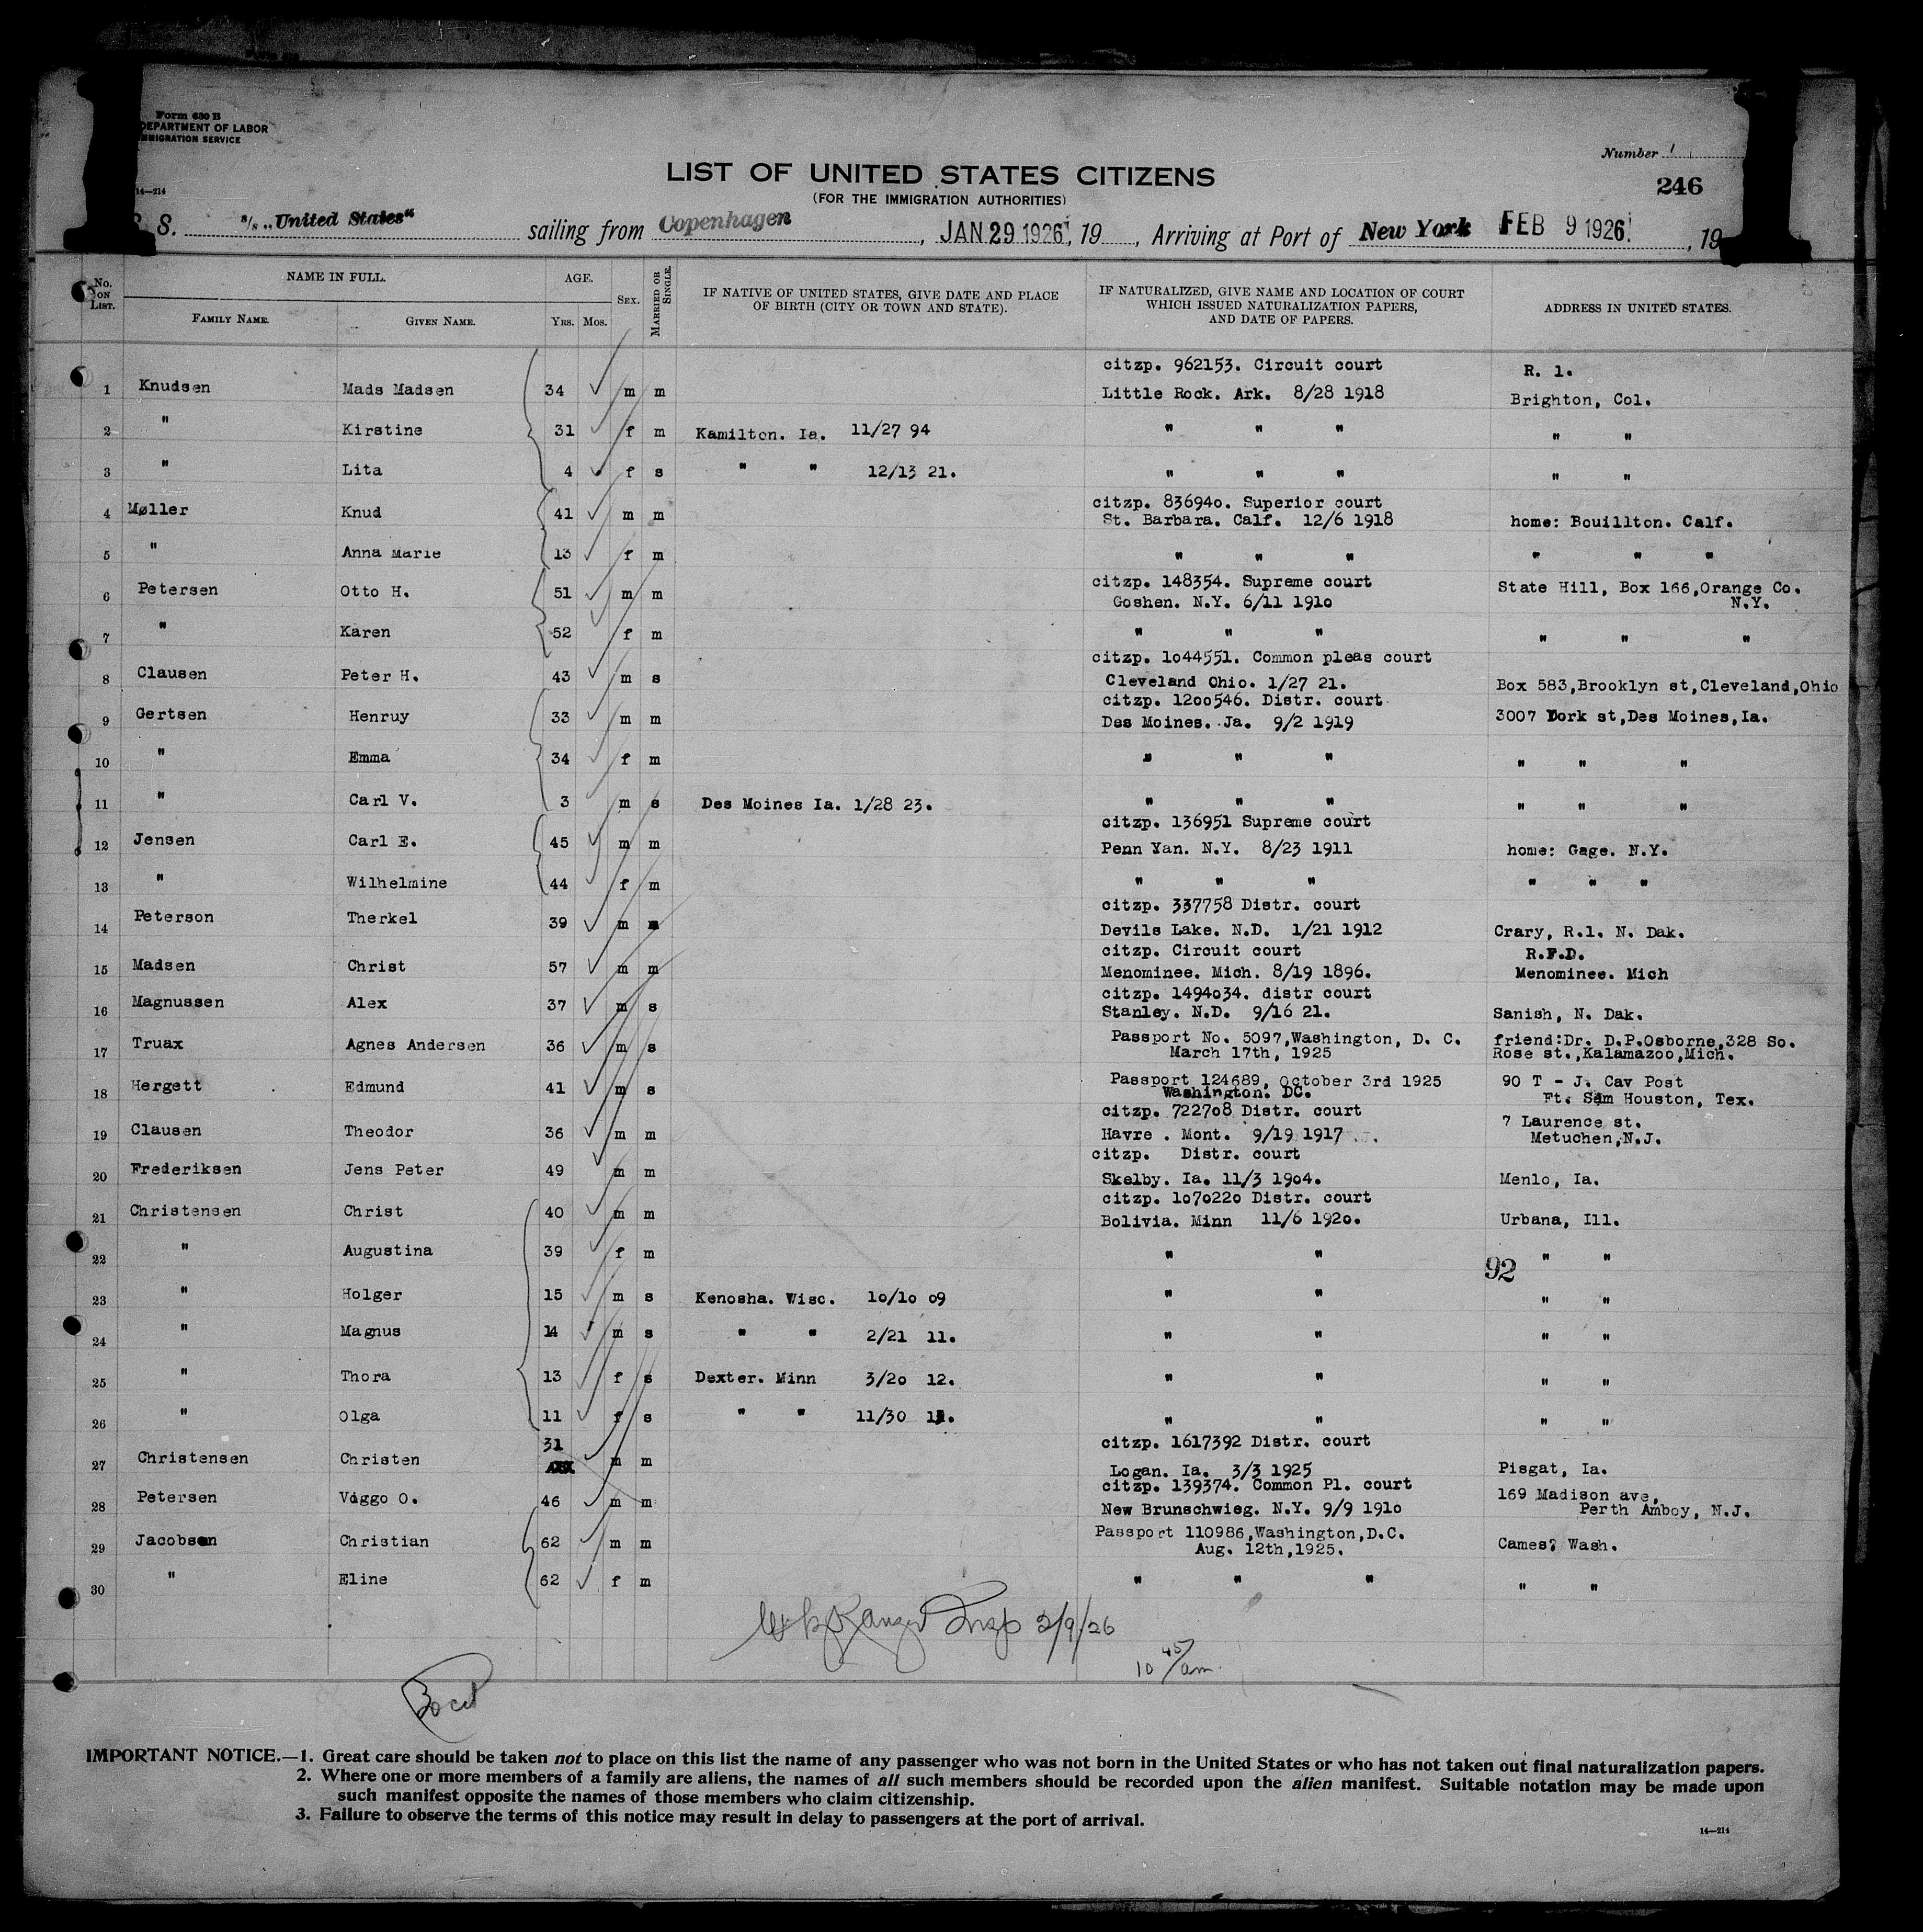 Form 630 B
DEPARTMENT OF LABOR
IMMIGRATION SERVICE
14—214
Number 1
246
LIST OF UNITED STATES CITIZENS
(FOR THE IMMIGRATION AUTHORITIES)
S. S. s/s „United States“ sailing from Copenhagen, JAN 29 1926, 19, Arriving at Port of New York FEB 9 1926, 19
No. ON LIST. NAME IN FULL. AGE. SEX. MARRIED OR SINGLE. IF NATIVE OF UNITED STATES, GIVE DATE AND PLACE OF BIRTH (CITY OR TOWN AND STATE). IF NATURALIZED, GIVE NAME AND LOCATION OF COURT WHICH ISSUED NATURALIZATION PAPERS, AND DATE OF PAPERS. ADDRESS IN UNITED STATES.
FAMILY NAME. GIVEN NAME. YRS. MOS.
citzp. 962153. Circuit court R. 1.
1 Knudsen Mads Madsen 34 m m Little Rock. Ark. 8/28 1918 Brighton, Col.
2 " Kirstine 31 f m Kamilton. Ia. 11/27 94 " " " " "
3 " Lita 4 f s " " 12/13 21. " " " " "
citzp. 836940. Superior court
4 Møller Knud 41 m m St. Barbara. Calf. 12/6 1918 home: Bouillton. Calf.
5 " Anna Marie 13 f m " " " " " "
citzp. 148354. Supreme court
6 Petersen Otto H. 51 m m Goshen. N.Y. 6/11 1910 State Hill, Box 166,Orange Co. N.Y.
7 " Karen 52 f m " " " " " "
citzp. 1o44551. Common pleas court
8 Clausen Peter H. 43 m s Cleveland Ohio. 1/27 21. Box 583,Brooklyn st,Cleveland,Ohio
citzp. 12oo546. Distr. court
9 Gertsen Henruy 33 m m Des Moines. Ja. 9/2 1919 3007 York st,Des Moines,Ia.
10 " Emma 34 f m " " " " " "
11 " Carl V. 3 m s Des Moines Ia. 1/28 23. " " " " " "
citzp. 136951 Supreme court
12 Jensen Carl E. 45 m m Penn Yan. N.Y. 8/23 1911 home: Gage. N.Y.
13 " Wilhelmine 44 f m " " " " " "
citzp. 337758 Distr. court
14 Peterson Therkel 39 m m Devils Lake. N.D. 1/21 1912 Crary, R.1. N. Dak.
citzp. Circuit court R.F.D.
15 Madsen Christ 57 m m Menominee. Mich. 8/19 1896. Menominee. Mich
citzp. 1494o34. distr court
16 Magnussen Alex 37 m s Stanley. N.D. 9/16 21. Sanish, N. Dak.
17 Truax Agnes Andersen 36 m s Passport No. 5097,Washington, D. C. friend:Dr. D.P.Osborne,328 So.
March 17th, 1925 Rose st.,Kalamazoo,Mich.
18 Hergett Edmund 41 m s Passport 124689, October 3rd 1925 90 T - J. Cav Post
Washington. DC. Ft. Sam Houston, Tex.
citzp. 7227o8 Distr. court 7 Laurence st.
19 Clausen Theodor 36 m m Havre . Mont. 9/19 1917 Metuchen,N.J.
citzp. Distr. court
20 Frederiksen Jens Peter 49 m m Skelby. Ia. 11/3 19o4. Menlo, Ia.
citzp. 1o7o22o Distr. court
21 Christensen Christ 40 m m Bolivia. Minn 11/6 192o. Urbana, Ill.
22 " Augustina 39 f m " " " "
92
23 " Holger 15 m s Kenosha. Wisc. 1o/1o o9 " " " "
24 " Magnus 14 m s " " 2/21 11. " " " "
25 " Thora 13 f s Dexter. Minn 3/2o 12. " " " "
26 " Olga 11 f s " " 11/30 " " " "
31 citzp. 1617392 Distr. court
27 Christensen Christen m m Logan. Ia. 3/3 1925 Pisgat, Ia.
citzp. 139374. Common Pl. court 169 Madison ave,
28 Petersen Viggo O. 46 m m New Brunschwieg. N.Y. 9/9 191o Perth Amboy, N.J.
29 Jacobsen Christian 62 m m Passport 110986,Washington,D.C. Cames? Wash.
Aug. 12th,1925.
30 " Eline 62 f m " " " " "
Insp 2/9/26
10 45/am.
IMPORTANT NOTICE.—1. Great care should be taken not to place on this list the name of any passenger who was not born in the United States or who has not taken out final naturalization papers.
2. Where one or more members of a family are aliens, the names of all such members should be recorded upon the alien manifest. Suitable notation may be made upon
such manifest opposite the names of those members who claim citizenship.
3. Failure to observe the terms of this notice may result in delay to passengers at the port of arrival.
14—214